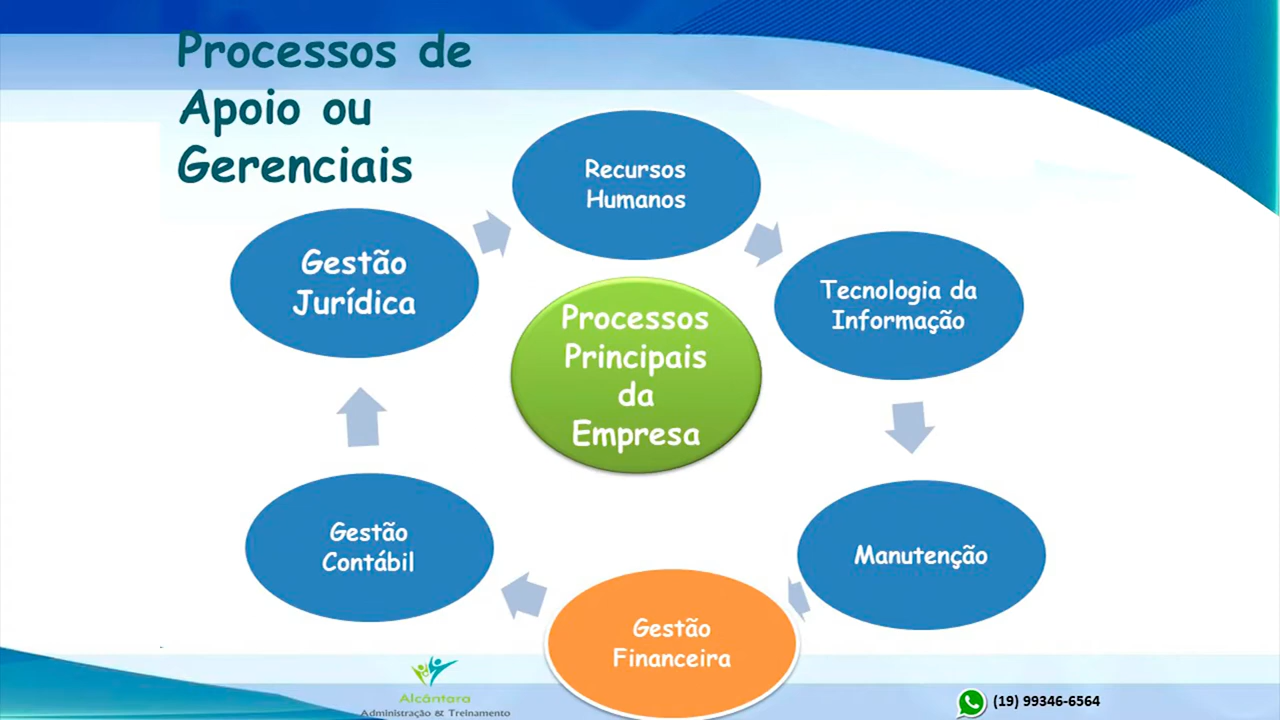 Processos de
Apoio ou
Gerenciais
Recursos
Humanos
Gestão
Jurídica
Tecnologia da
Informação
Processos
Principais
da
Empresa
Gestão
Contábil
Manutenção
Gestão
Financeira
Alcântara
Administração & Treinamento
(19) 99346-6564